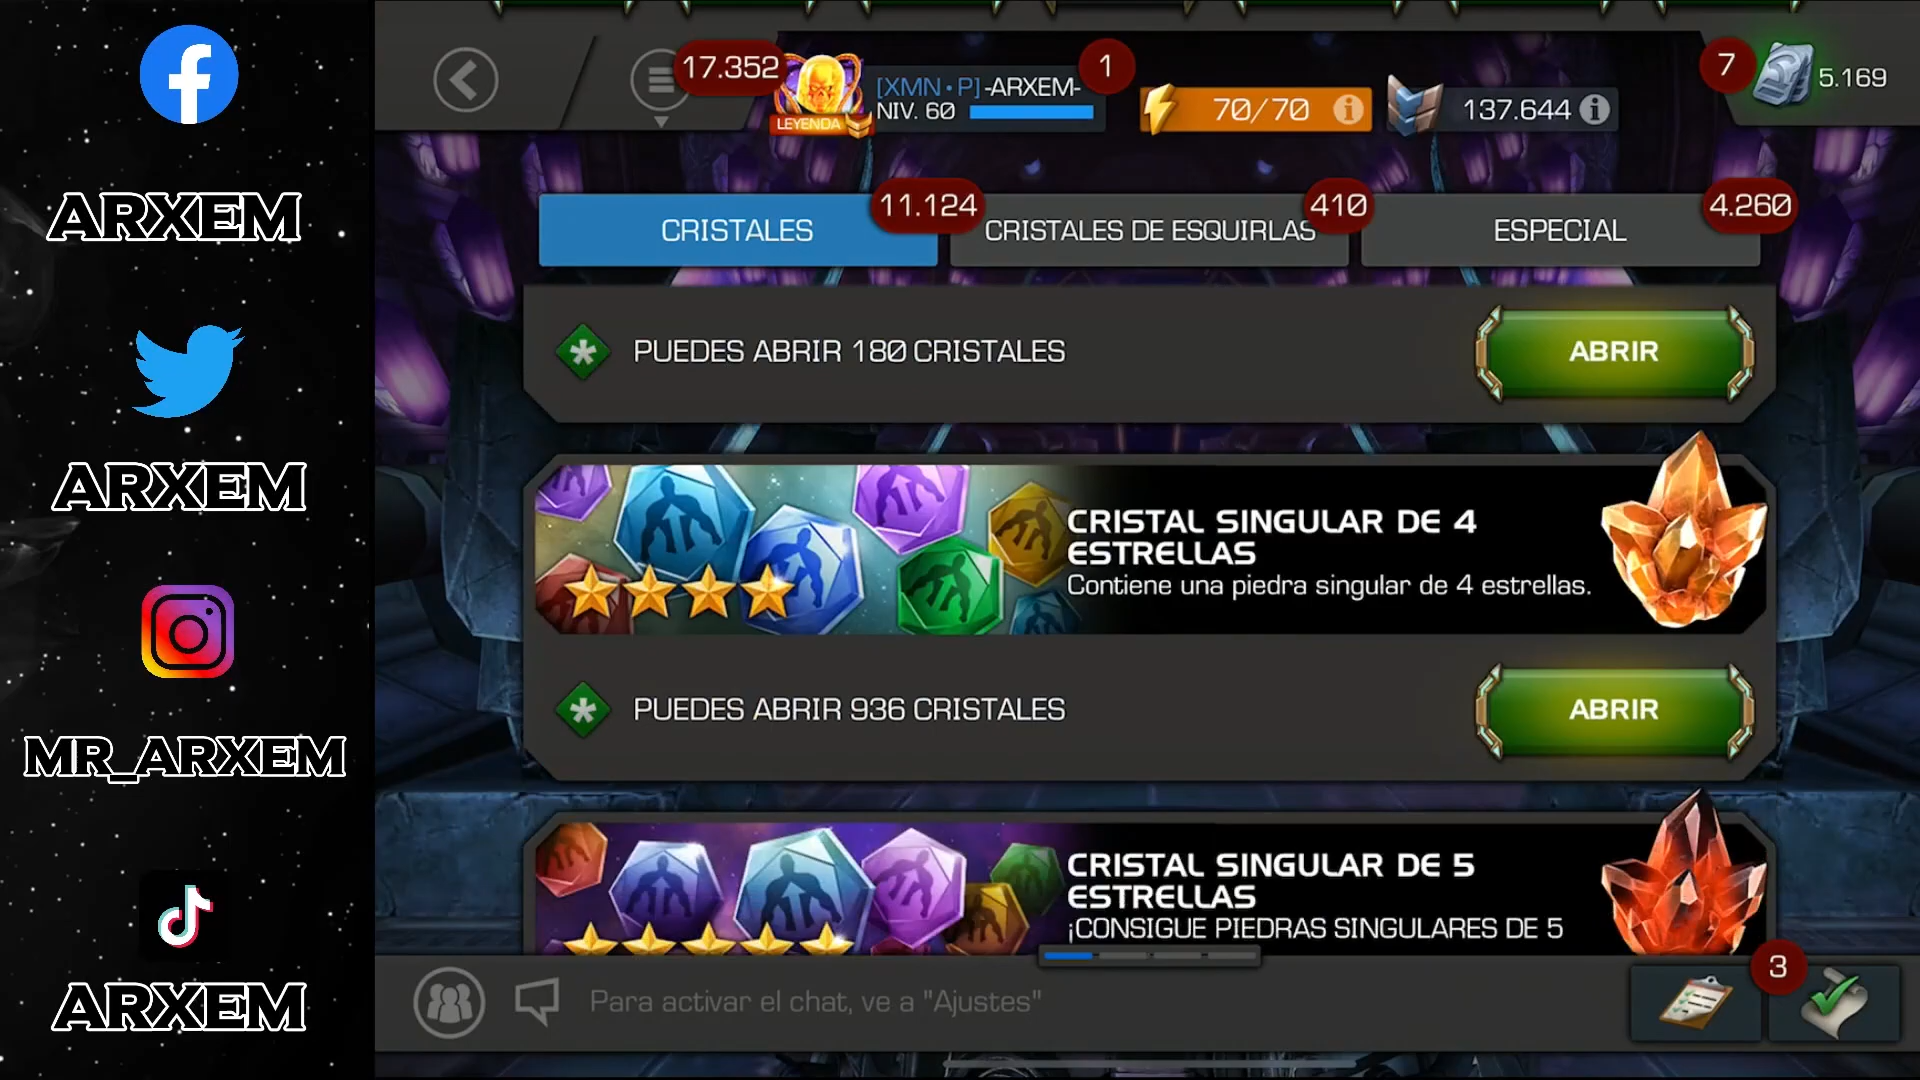 ARXEM
ARXEM
MR_ARXEM
ARXEM
17.352
LEYENDA
[XMN•P] -ARXEM-
NIV. 60
1
70/70
137.644
7
5.169
CRISTALES
11.124
CRISTALES DE ESQUIRLAS
410
ESPECIAL
4.260
PUEDES ABRIR 180 CRISTALES
ABRIR
CRISTAL SINGULAR DE 4
ESTRELLAS
Contiene una piedra singular de 4 estrellas.
PUEDES ABRIR 936 CRISTALES
ABRIR
CRISTAL SINGULAR DE 5
ESTRELLAS
¡CONSIGUE PIEDRAS SINGULARES DE 5
Para activar el chat, ve a "Ajustes"
3